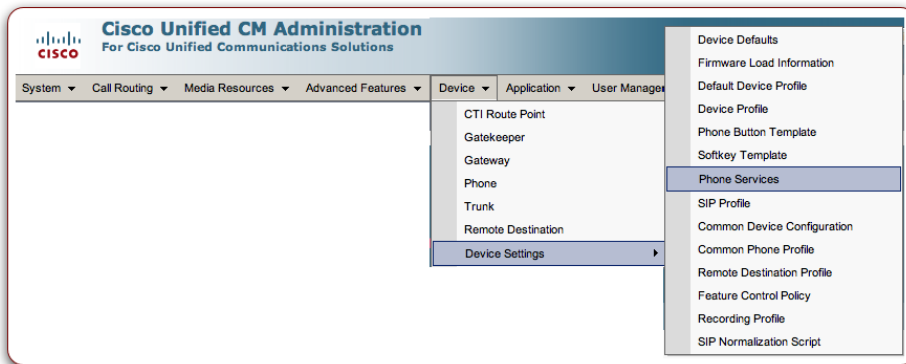 CISCO
Cisco Unified CM Administration
For Cisco Unified Communications Solutions
System
Call Routing
Media Resources
Advanced Features
Device
Application
User Manage
CTI Route Point
Gatekeeper
Gateway
Phone
Trunk
Remote Destination
Device Settings
Device Defaults
Firmware Load Information
Default Device Profile
Device Profile
Phone Button Template
Softkey Template
Phone Services
SIP Profile
Common Device Configuration
Common Phone Profile
Remote Destination Profile
Feature Control Policy
Recording Profile
SIP Normalization Script